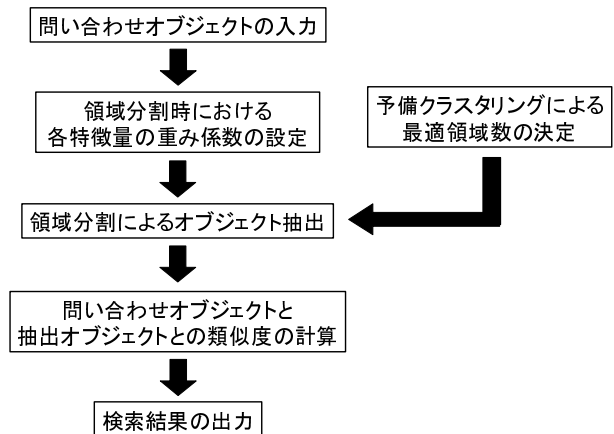 問い合わせオブジェクトの入力
領域分割時における
各特徴量の重み係数の設定
予備クラスタリングによる
最適領域数の決定
領域分割によるオブジェクト抽出
問い合わせオブジェクトと
抽出オブジェクトとの類似度の計算
検索結果の出力